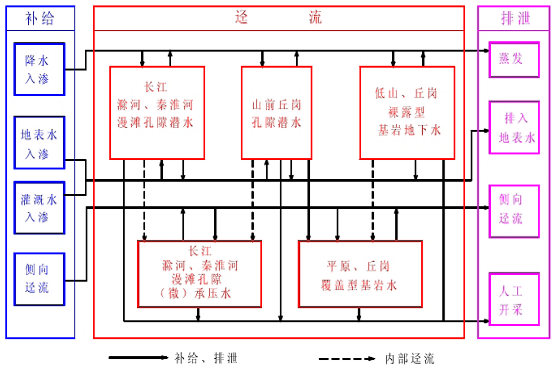 补给
迳流
排泄
降水
入渗
地表水
入渗
灌溉水
入渗
侧向
迳流
长江
滁河、秦淮河
漫滩孔隙潜水
山前丘岗
孔隙潜水
低山、丘岗
裸露型
基岩地下水
长江
滁河、秦淮河
漫滩孔隙
（微）承压水
平原、丘岗
覆盖型基岩水
蒸发
排入
地表水
侧向
迳流
人工
开采
补给、排泄
内部迳流